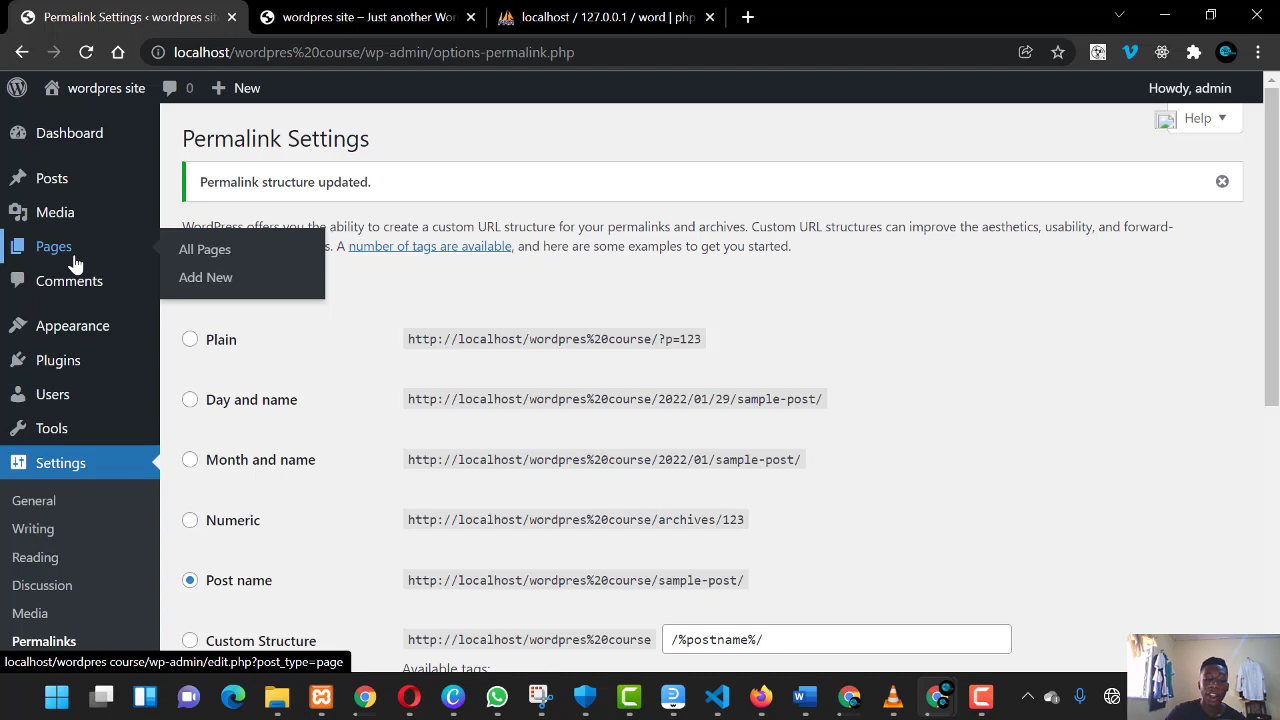 Permalink Settings ‹ wordpres site
wordpres site – Just another Wor
localhost / 127.0.0.1 / word | php
localhost/wordpres%20course/wp-admin/options-permalink.php
wordpres site
0
New
Howdy, admin
Dashboard
Posts
Media
Pages
Comments
Appearance
Plugins
Users
Tools
Settings
General
Writing
Reading
Discussion
Media
Permalinks
All Pages
Add New
Help
Permalink Settings
Permalink structure updated.
WordPress offers you the ability to create a custom URL structure for your permalinks and archives. Custom URL structures can improve the aesthetics, usability, and forward-
. A number of tags are available, and here are some examples to get you started.
Plain http://localhost/wordpres%20course/?p=123
Day and name http://localhost/wordpres%20course/2022/01/29/sample-post/
Month and name http://localhost/wordpres%20course/2022/01/sample-post/
Numeric http://localhost/wordpres%20course/archives/123
Post name http://localhost/wordpres%20course/sample-post/
Custom Structure http://localhost/wordpres%20course /%postname%/
Available tags:
localhost/wordpres course/wp-admin/edit.php?post_type=page